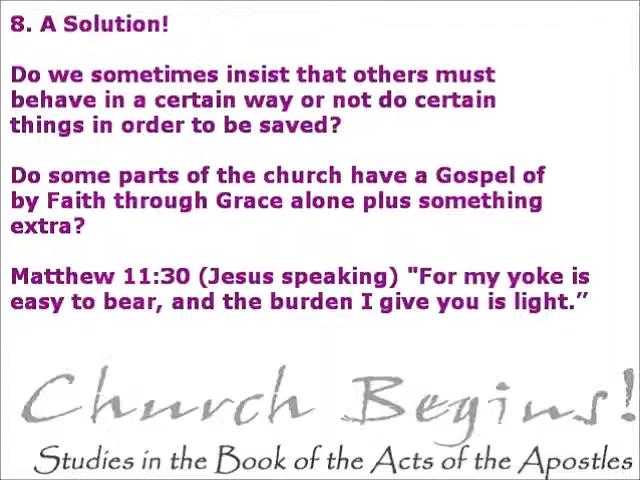 8. A Solution!
Do we sometimes insist that others must
behave in a certain way or not do certain
things in order to be saved?
Do some parts of the church have a Gospel of
by Faith through Grace alone plus something
extra?
Matthew 11:30 (Jesus speaking) "For my yoke is
easy to bear, and the burden I give you is light.”
Church Begins!
Studies in the Book of the Acts of the Apostles